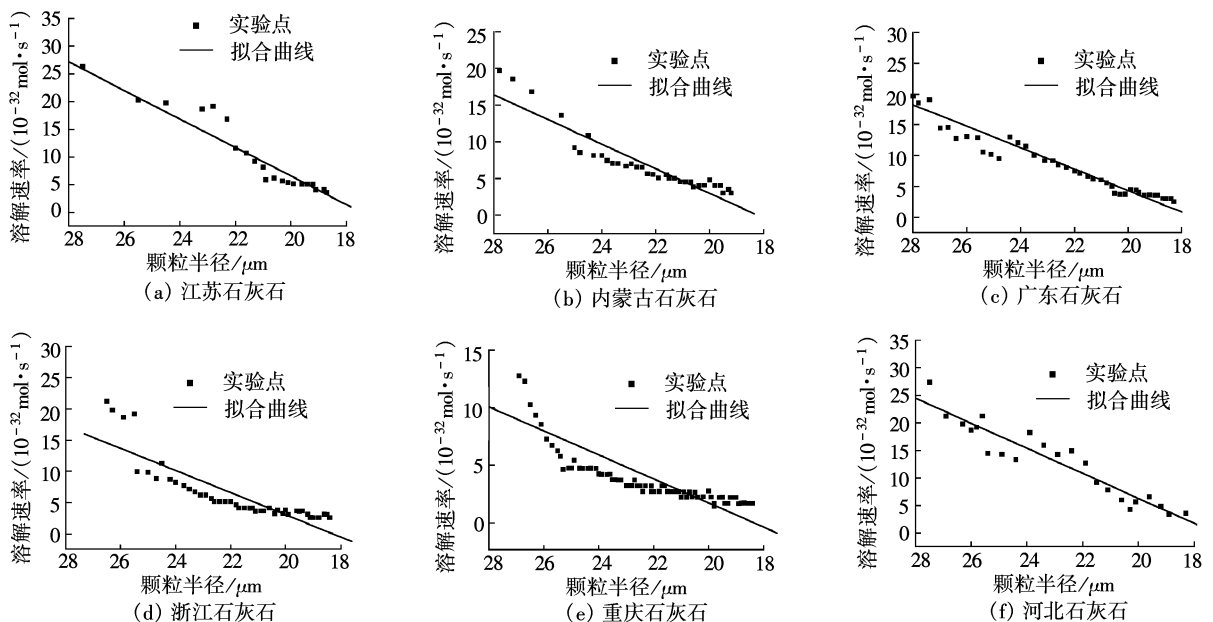 溶解速率/(10⁻³²mol·s⁻¹)
35
30
25
20
15
10
5
0
28 26 24 22 20 18
实验点
拟合曲线
颗粒半径/μm
(a) 江苏石灰石
溶解速率/(10⁻³²mol·s⁻¹)
25
20
15
10
5
0
28 26 24 22 20 18
实验点
拟合曲线
颗粒半径/μm
(b) 内蒙古石灰石
溶解速率/(10⁻³²mol·s⁻¹)
30
25
20
15
10
5
0
28 26 24 22 20 18
实验点
拟合曲线
颗粒半径/μm
(c) 广东石灰石
溶解速率/(10⁻³²mol·s⁻¹)
30
25
20
15
10
5
0
28 26 24 22 20 18
实验点
拟合曲线
颗粒半径/μm
(d) 浙江石灰石
溶解速率/(10⁻³²mol·s⁻¹)
15
10
5
0
28 26 24 22 20 18
实验点
拟合曲线
颗粒半径/μm
(e) 重庆石灰石
溶解速率/(10⁻³²mol·s⁻¹)
35
30
25
20
15
10
5
0
28 26 24 22 20 18
实验点
拟合曲线
颗粒半径/μm
(f) 河北石灰石